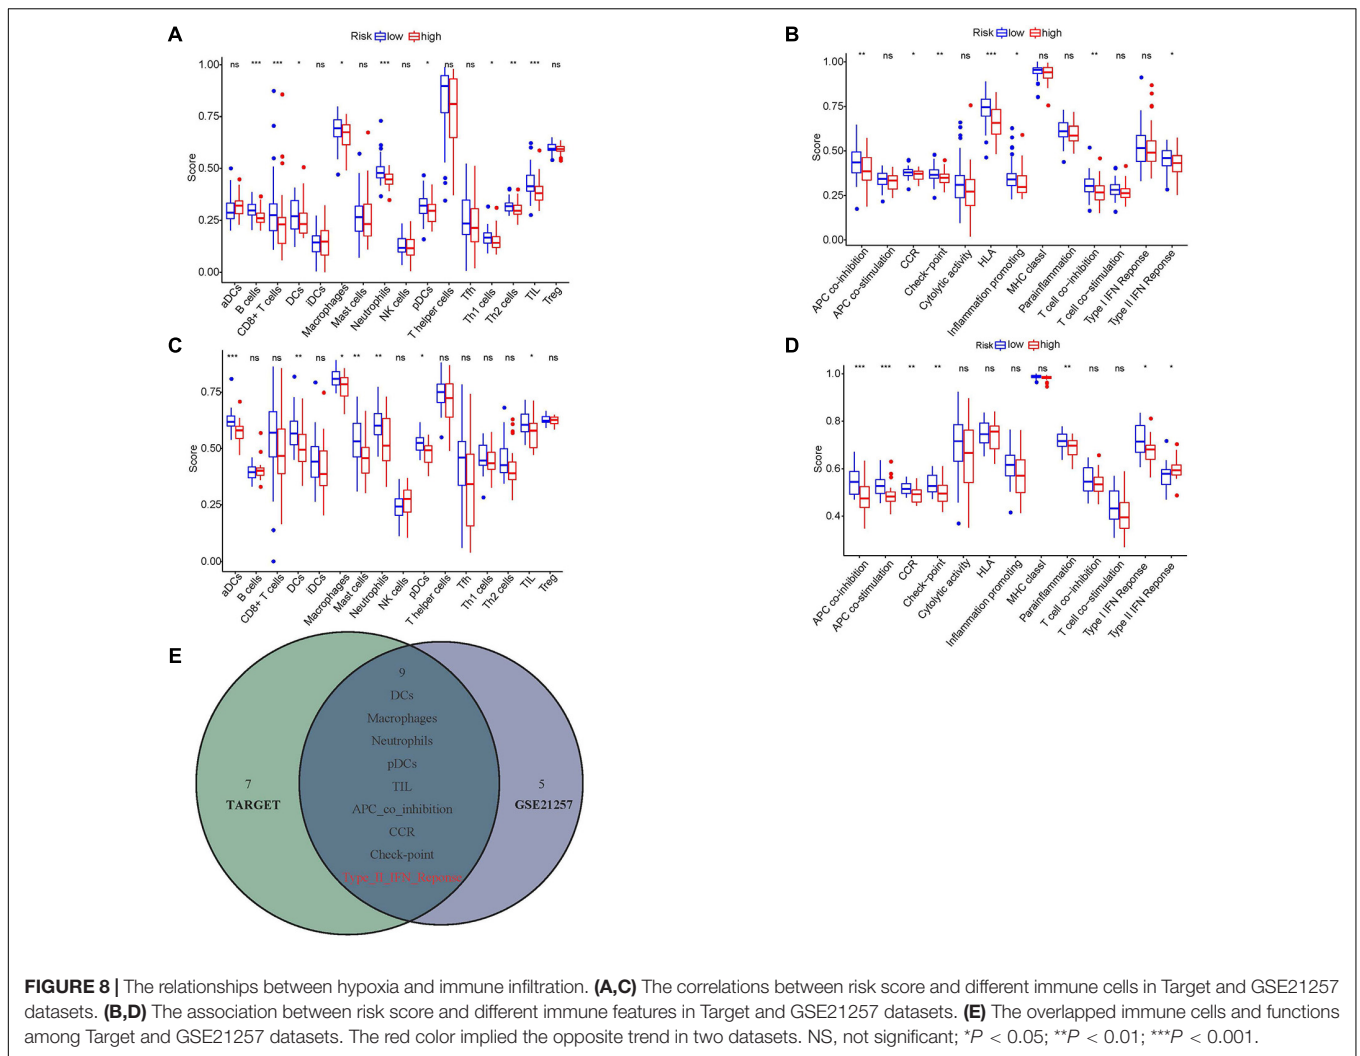 A
Risk low high
ns *** *** * ns * ns *** ns * ns ns * ** *** ns
1.00
0.75
0.50
0.25
0.00
Score
aDCs
B cells
CD8+ T cells
DCs
iDCs
Macrophages
Mast cells
Neutrophils
NK cells
pDCs
T helper cells
Tfh
Th1 cells
Th2 cells
TIL
Treg
B
Risk low high
** ns * ** ns *** * ns ns ** ns ns *
1.00
0.75
0.50
0.25
0.00
Score
APC co-inhibition
APC co-stimulation
CCR
Check-point
Cytolytic activity
HLA
Inflammation promoting
MHC classI
Parainflammation
T cell co-inhibition
T cell co-stimulation
Type I IFN Reponse
Type II IFN Reponse
C
*** ns ns ** ns * ** ** ns * ns ns ns ns * ns
0.75
0.50
0.25
0.00
Score
aDCs
B cells
CD8+ T cells
DCs
iDCs
Macrophages
Mast cells
Neutrophils
NK cells
pDCs
T helper cells
Tfh
Th1 cells
Th2 cells
TIL
Treg
D
Risk low high
*** *** ** ** ns ns ns ns ** ns ns * *
1.0
0.8
0.6
0.4
Score
APC co-inhibition
APC co-stimulation
CCR
Check-point
Cytolytic activity
HLA
Inflammation promoting
MHC classI
Parainflammation
T cell co-inhibition
T cell co-stimulation
Type I IFN Reponse
Type II IFN Reponse
E
7
TARGET
9
DCs
Macrophages
Neutrophils
pDCs
TIL
APC_co_inhibition
CCR
Check-point
Type_II_IFN_Reponse
5
GSE21257
FIGURE 8 | The relationships between hypoxia and immune infiltration. (A,C) The correlations between risk score and different immune cells in Target and GSE21257
datasets. (B,D) The association between risk score and different immune features in Target and GSE21257 datasets. (E) The overlapped immune cells and functions
among Target and GSE21257 datasets. The red color implied the opposite trend in two datasets. NS, not significant; *P < 0.05; **P < 0.01; ***P < 0.001.